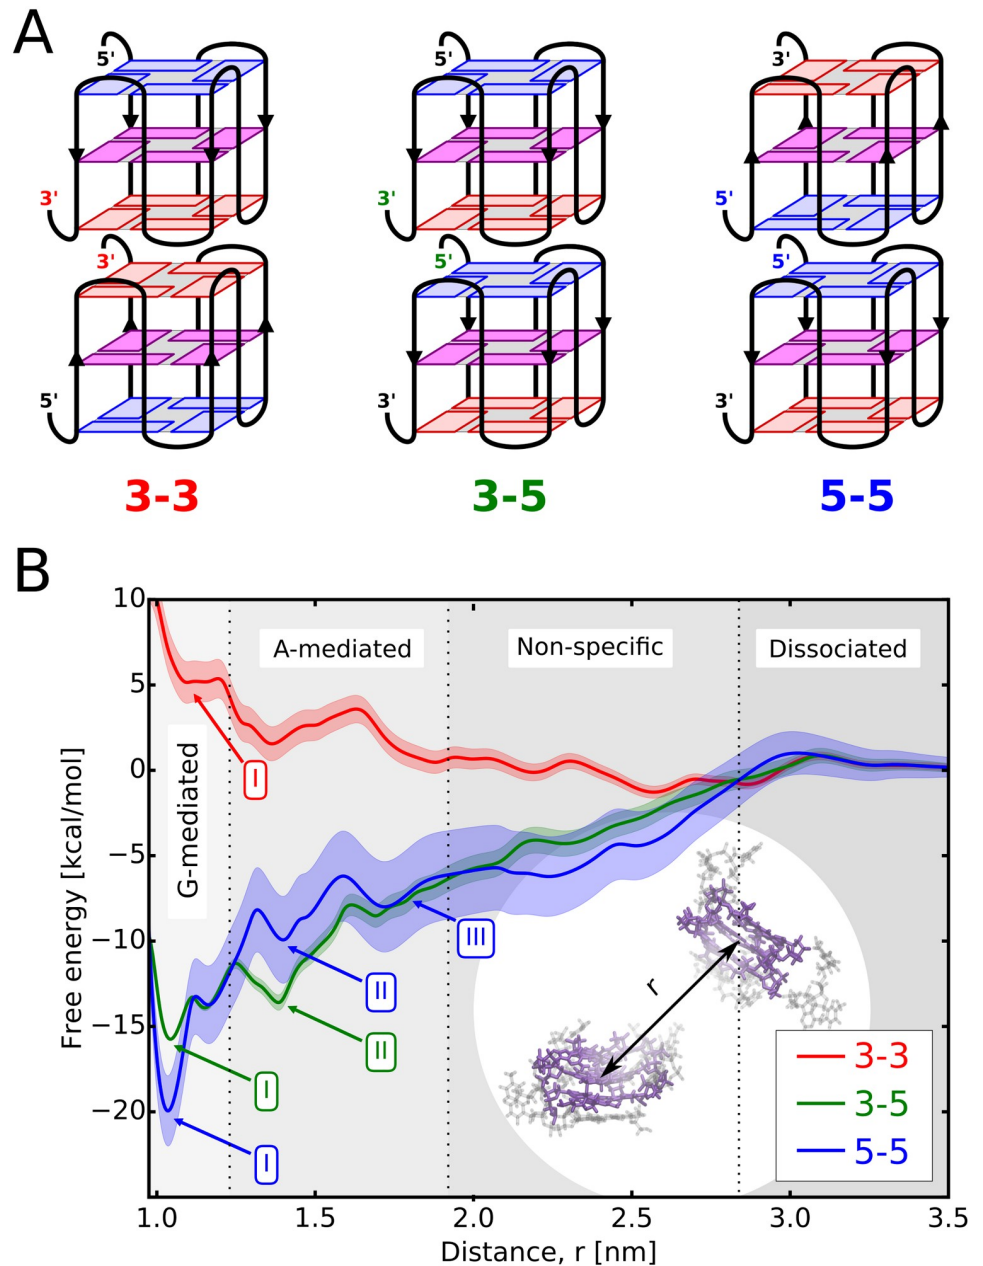 A
5' 5' 3'
3' 3' 5'
3' 5' 5'
5' 3' 3'
3-3 3-5 5-5
B
Free energy [kcal/mol]
10
5
0
−5
−10
−15
−20
G-mediated
A-mediated
Non-specific
Dissociated
I
III
II
II
I
I
r
3-3
3-5
5-5
1.0 1.5 2.0 2.5 3.0 3.5
Distance, r [nm]